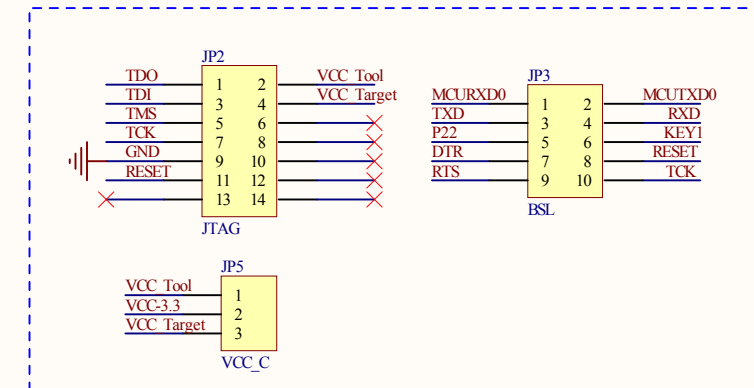 JP2
TDO 1 2 VCC_Tool
TDI 3 4 VCC_Target
TMS 5 6
TCK 7 8
GND 9 10
RESET 11 12
13 14
JTAG
JP3
MCURXD0 1 2 MCUTXD0
TXD 3 4 RXD
P22 5 6 KEY1
DTR 7 8 RESET
RTS 9 10 TCK
BSL
JP5
VCC_Tool 1
VCC-3.3 2
VCC_Target 3
VCC_C